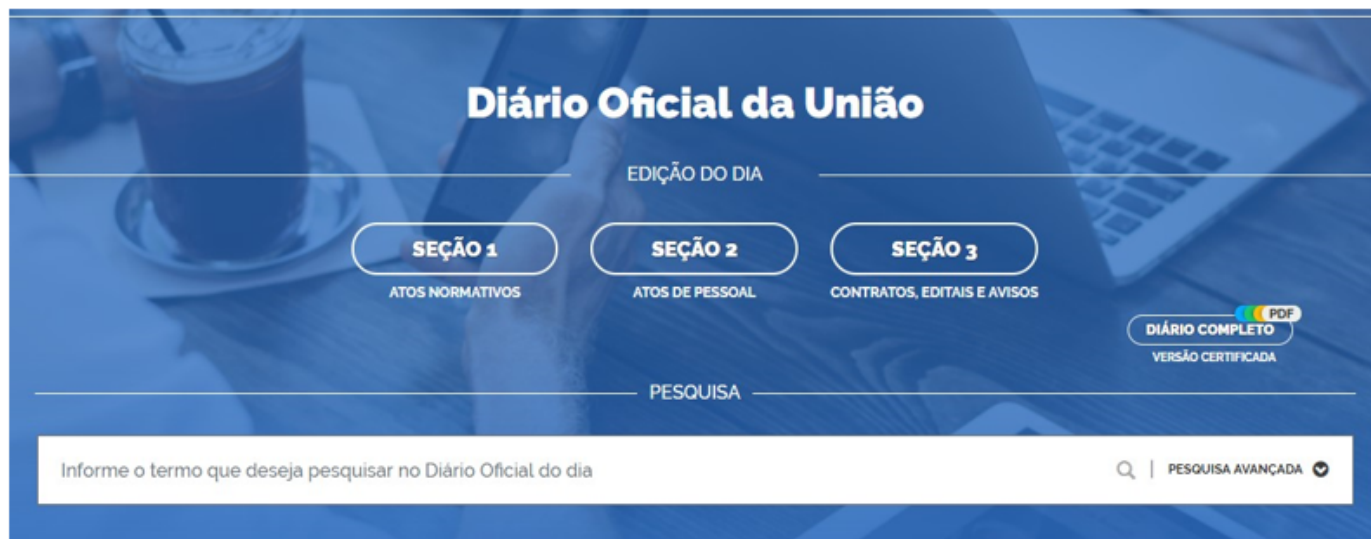 Diário Oficial da União
EDIÇÃO DO DIA
SEÇÃO 1
ATOS NORMATIVOS
SEÇÃO 2
ATOS DE PESSOAL
SEÇÃO 3
CONTRATOS, EDITAIS E AVISOS
PDF
DIÁRIO COMPLETO
VERSÃO CERTIFICADA
PESQUISA
Informe o termo que deseja pesquisar no Diário Oficial do dia
PESQUISA AVANÇADA